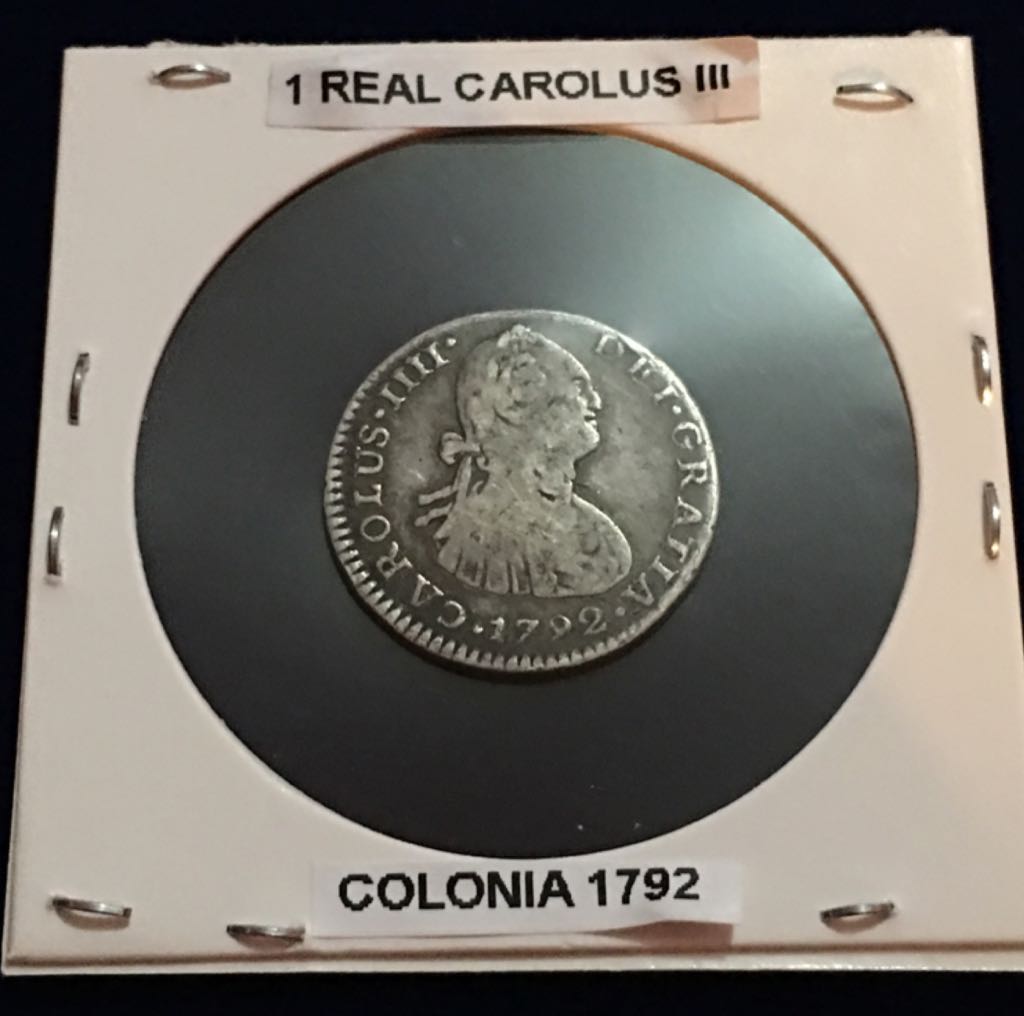 1 REAL CAROLUS III
CAROLUS·IIII· DEI·GRATIA·
·1792·
COLONIA 1792